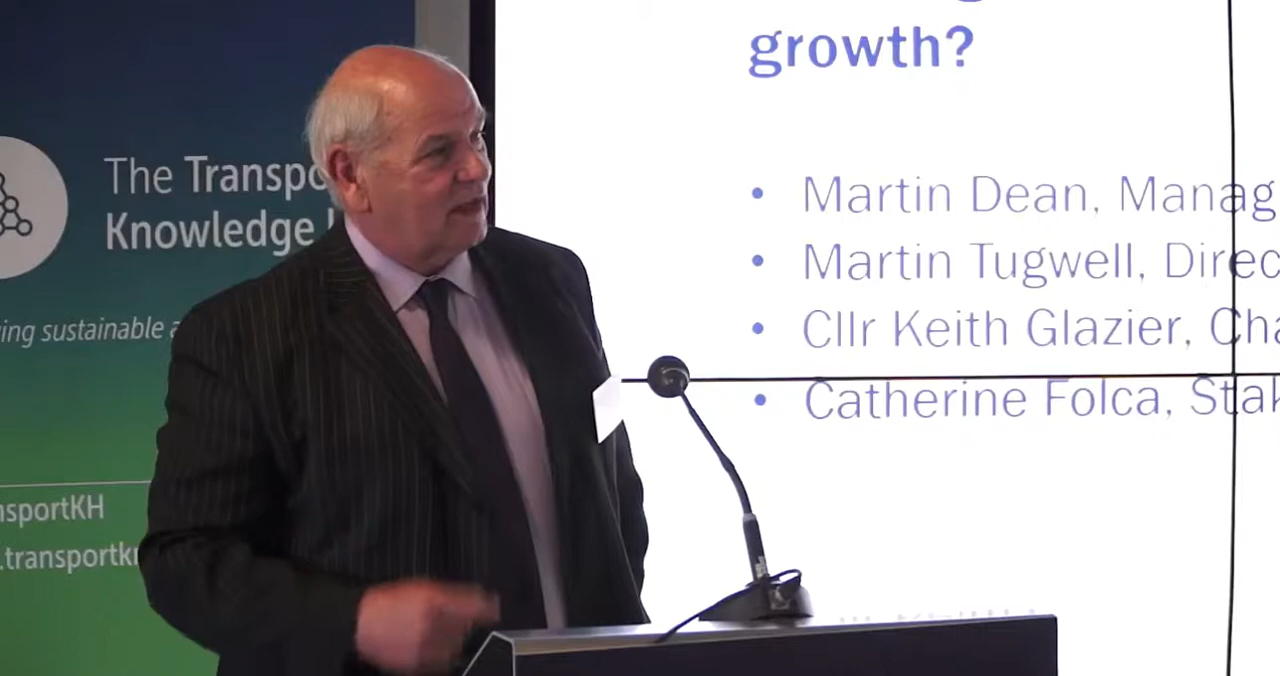 growth?
The Transpo
Knowledge
ing sustainable a
nsportKH
.transportkn
• Martin Dean, Manag
• Martin Tugwell, Direc
• Cllr Keith Glazier, Cha
• Catherine Folca, Stak